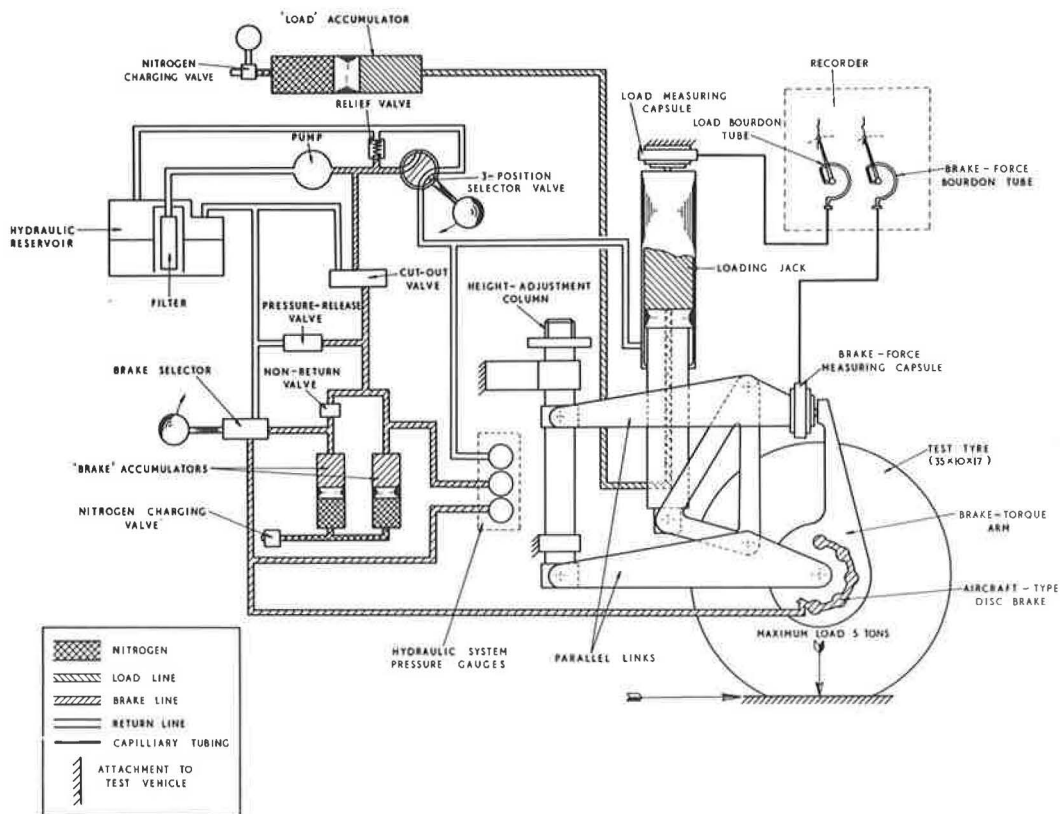 'LOAD' ACCUMULATOR
NITROGEN
CHARGING VALVE
RELIEF VALVE
PUMP
3-POSITION
SELECTOR VALVE
HYDRAULIC
RESERVOIR
FILTER
CUT-OUT
VALVE
PRESSURE-RELEASE
VALVE
BRAKE SELECTOR
NON-RETURN
VALVE
"BRAKE" ACCUMULATORS
NITROGEN CHARGING
VALVE
RECORDER
LOAD MEASURING
CAPSULE
LOAD BOURDON
TUBE
BRAKE-FORCE
BOURDON TUBE
LOADING JACK
HEIGHT-ADJUSTMENT
COLUMN
BRAKE-FORCE
MEASURING CAPSULE
TEST TYRE
(35×10×17)
BRAKE-TORQUE
ARM
AIRCRAFT-TYPE
DISC BRAKE
MAXIMUM LOAD 5 TONS
HYDRAULIC SYSTEM
PRESSURE GAUGES
PARALLEL LINKS
NITROGEN
LOAD LINE
BRAKE LINE
RETURN LINE
CAPILLIARY TUBING
ATTACHMENT TO
TEST VEHICLE